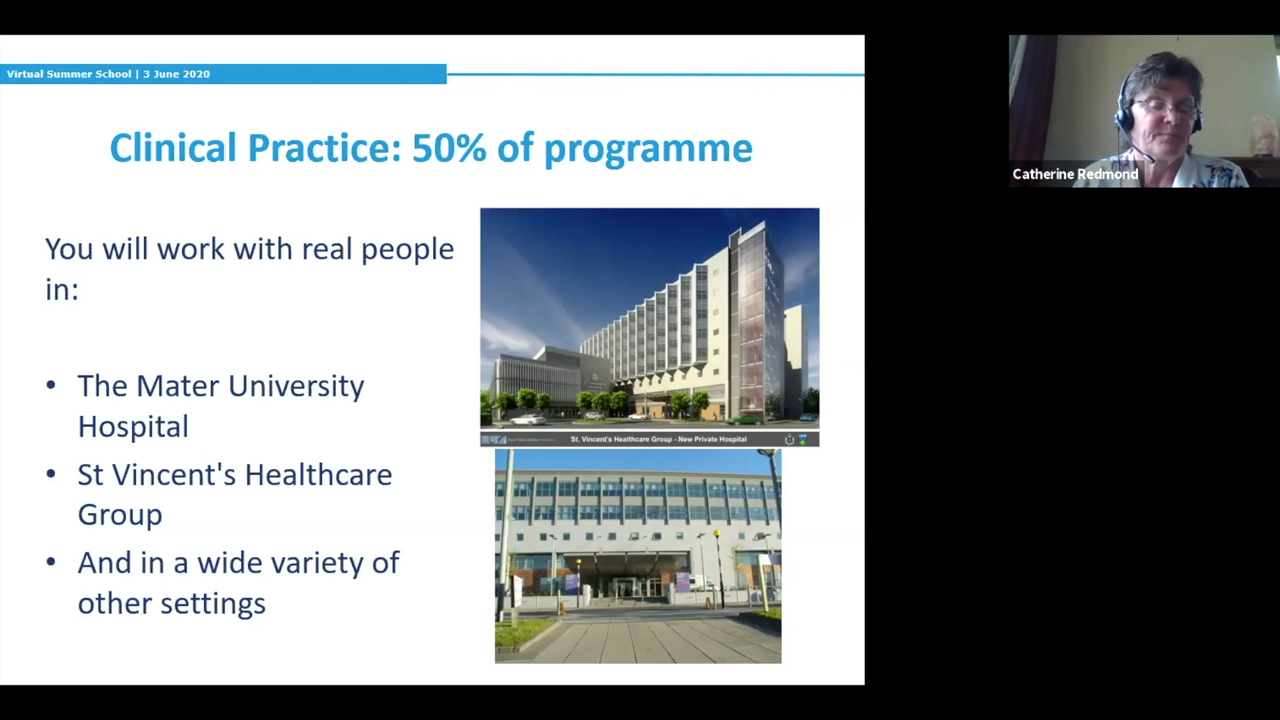 Virtual Summer School | 3 June 2020
Clinical Practice: 50% of programme
You will work with real people
in:
• The Mater University
Hospital
• St Vincent's Healthcare
Group
• And in a wide variety of
other settings
St. Vincent's Healthcare Group - New Private Hospital
Catherine Redmond